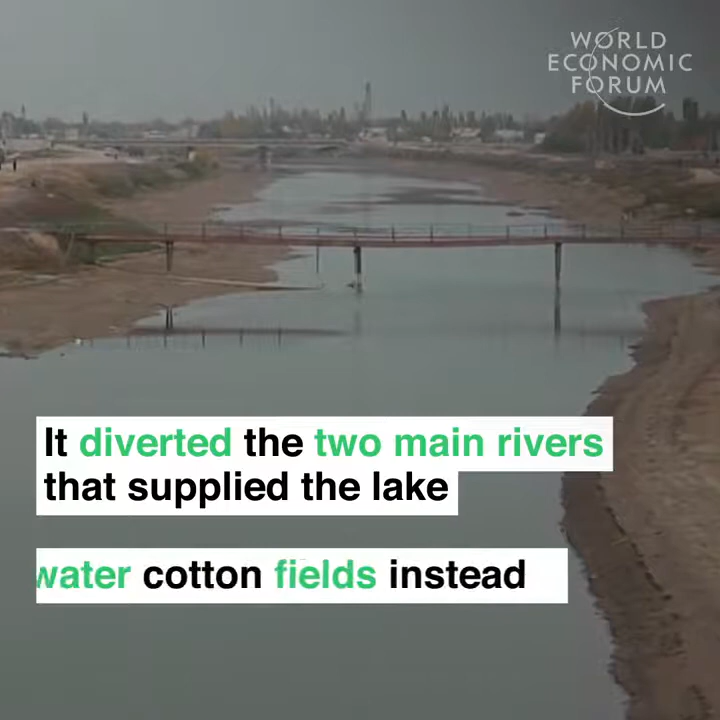 WORLD
ECONOMIC
FORUM
It diverted the two main rivers
that supplied the lake
water cotton fields instead